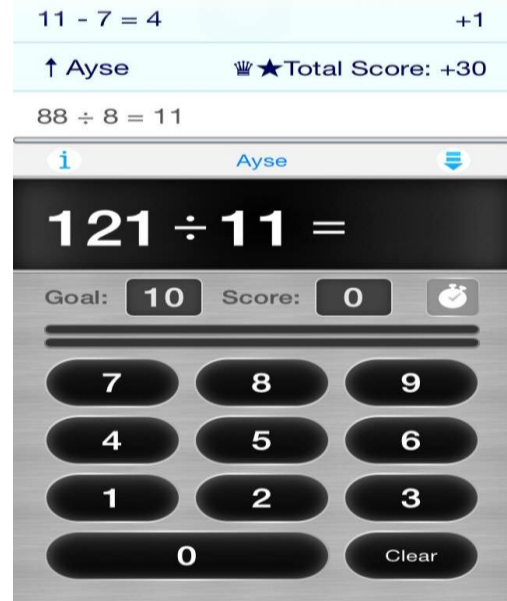 11 - 7 = 4 +1
↑ Ayse ♛★Total Score: +30
88 ÷ 8 = 11
i Ayse
121 ÷ 11 =
Goal: 10 Score: 0
7 8 9
4 5 6
1 2 3
0 Clear